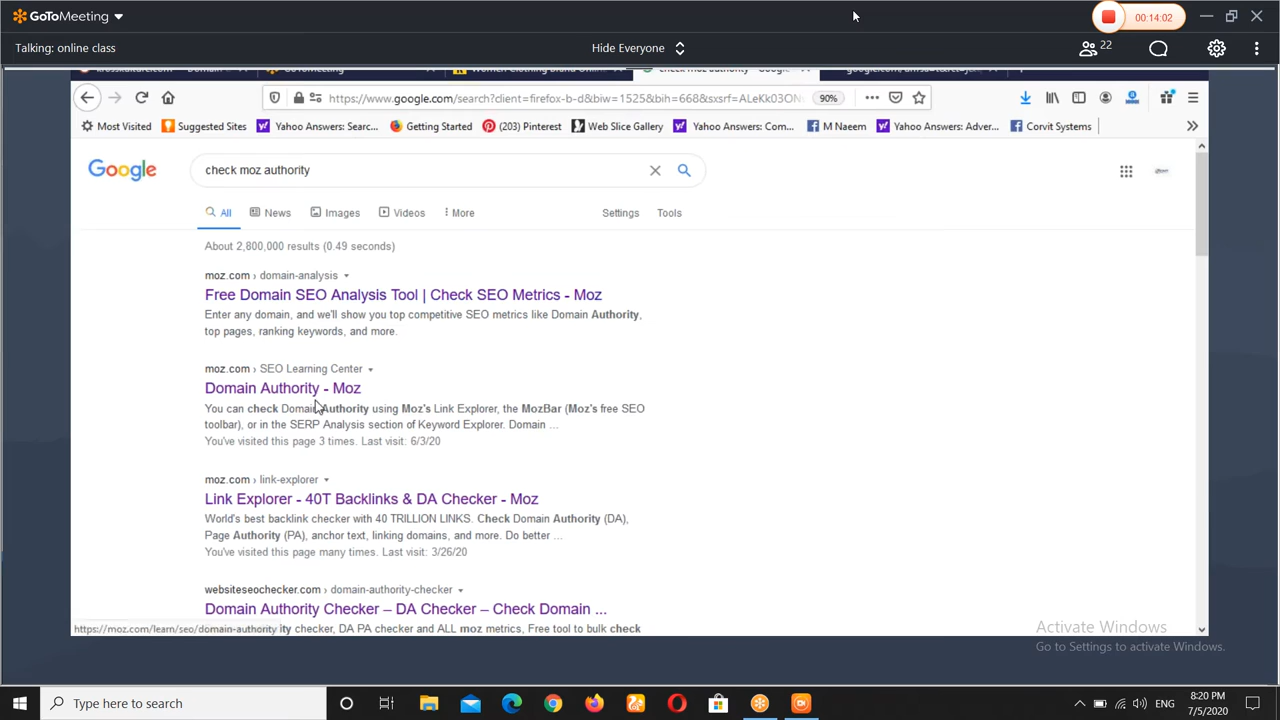 GoToMeeting
00:14:02
Talking: online class
Hide Everyone
22
GoToMeeting
check moz authority - Google
https://www.google.com/search?client=firefox-b-d&biw=1525&bih=668&sxsrf=ALeKk03O
90%
Most Visited
Suggested Sites
Yahoo Answers: Searc...
Getting Started
(203) Pinterest
Web Slice Gallery
Yahoo Answers: Com...
M Naeem
Yahoo Answers: Adver...
Corvit Systems
Google
check moz authority
All
News
Images
Videos
More
Settings
Tools
About 2,800,000 results (0.49 seconds)
moz.com › domain-analysis
Free Domain SEO Analysis Tool | Check SEO Metrics - Moz
Enter any domain, and we'll show you top competitive SEO metrics like Domain Authority,
top pages, ranking keywords, and more.
moz.com › SEO Learning Center
Domain Authority - Moz
You can check Domain Authority using Moz's Link Explorer, the MozBar (Moz's free SEO
toolbar), or in the SERP Analysis section of Keyword Explorer. Domain ...
You've visited this page 3 times. Last visit: 6/3/20
moz.com › link-explorer
Link Explorer - 40T Backlinks & DA Checker - Moz
World's best backlink checker with 40 TRILLION LINKS. Check Domain Authority (DA),
Page Authority (PA), anchor text, linking domains, and more. Do better ...
You've visited this page many times. Last visit: 3/26/20
websiteseochecker.com › domain-authority-checker
Domain Authority Checker – DA Checker – Check Domain ...
https://moz.com/learn/seo/domain-authority ity checker, DA PA checker and ALL moz metrics, Free tool to bulk check
Activate Windows
Go to Settings to activate Windows.
Type here to search
ENG
8:20 PM
7/5/2020